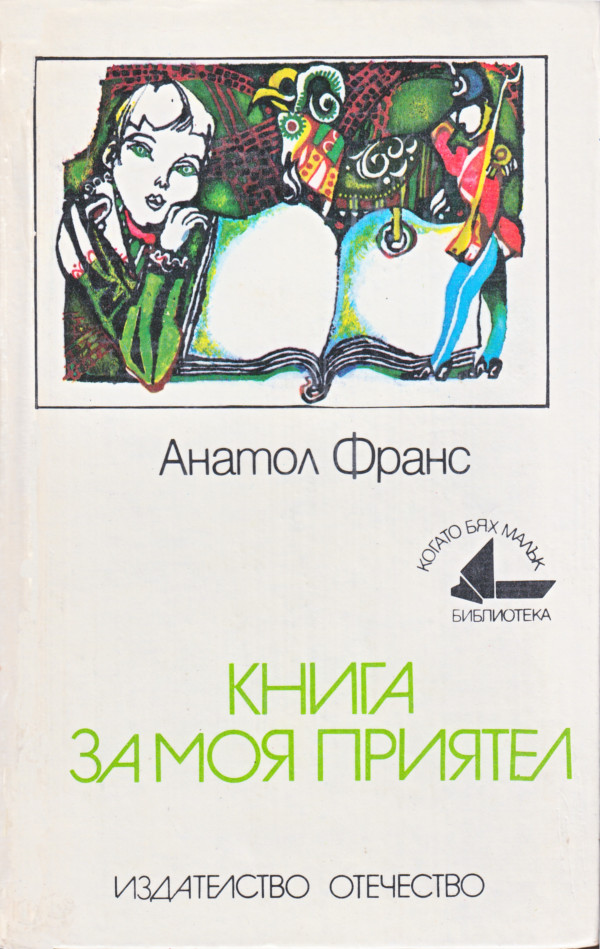 Анатол Франс
КОГАТО БЯХ МАЛЪК
БИБЛИОТЕКА
КНИГА
ЗА МОЯ ПРИЯТЕЛ
ИЗДАТЕЛСТВО ОТЕЧЕСТВО